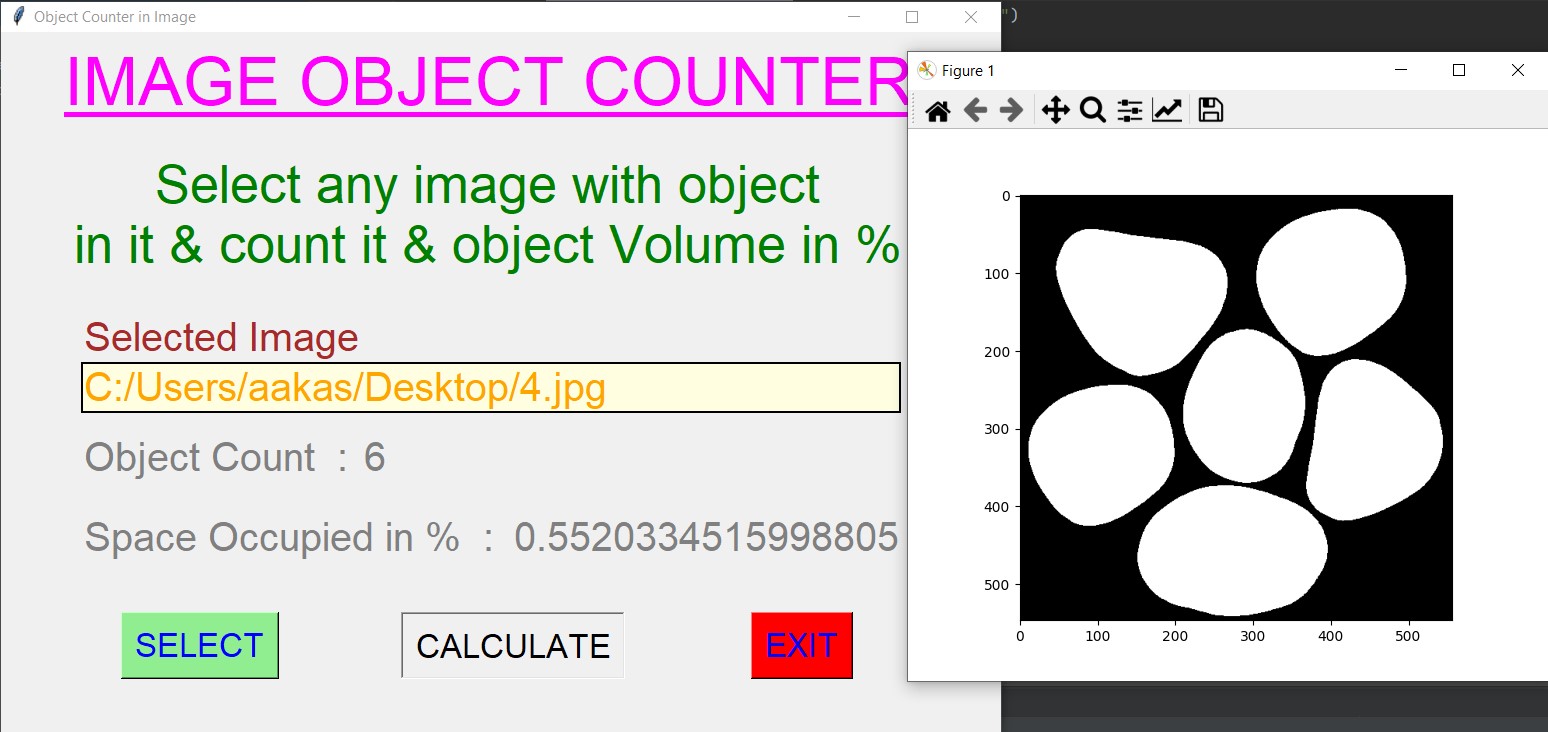 Object Counter in Image
")
IMAGE OBJECT COUNTER
Select any image with object
in it & count it & object Volume in %
Selected Image
C:/Users/aakas/Desktop/4.jpg
Object Count : 6
Space Occupied in % : 0.5520334515998805
SELECT
CALCULATE
EXIT
Figure 1
0
100
200
300
400
500
0
100
200
300
400
500